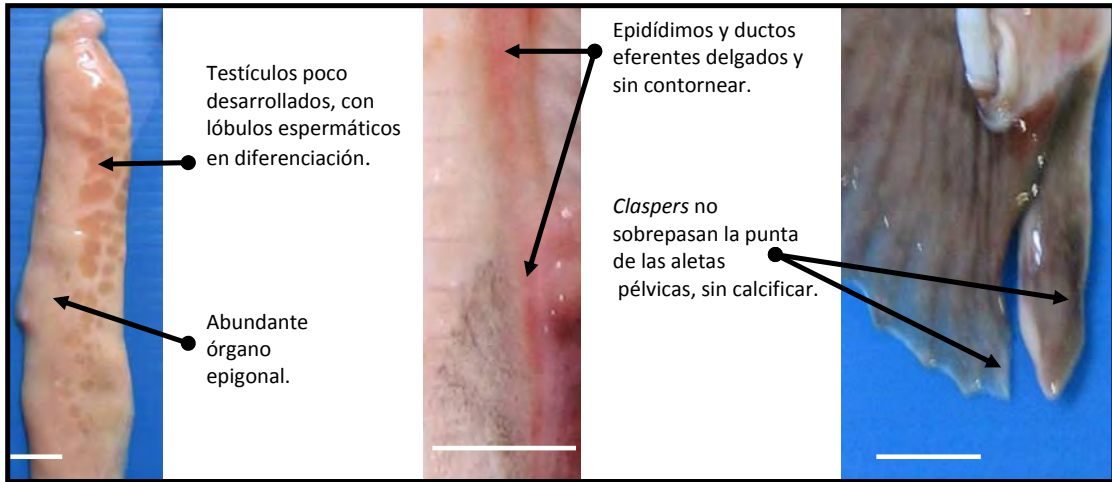 Testículos poco
desarrollados, con
lóbulos espermáticos
en diferenciación.
Abundante
órgano
epigonal.
Epidídimos y ductos
eferentes delgados y
sin contornear.
Claspers no
sobrepasan la punta
de las aletas
pélvicas, sin calcificar.